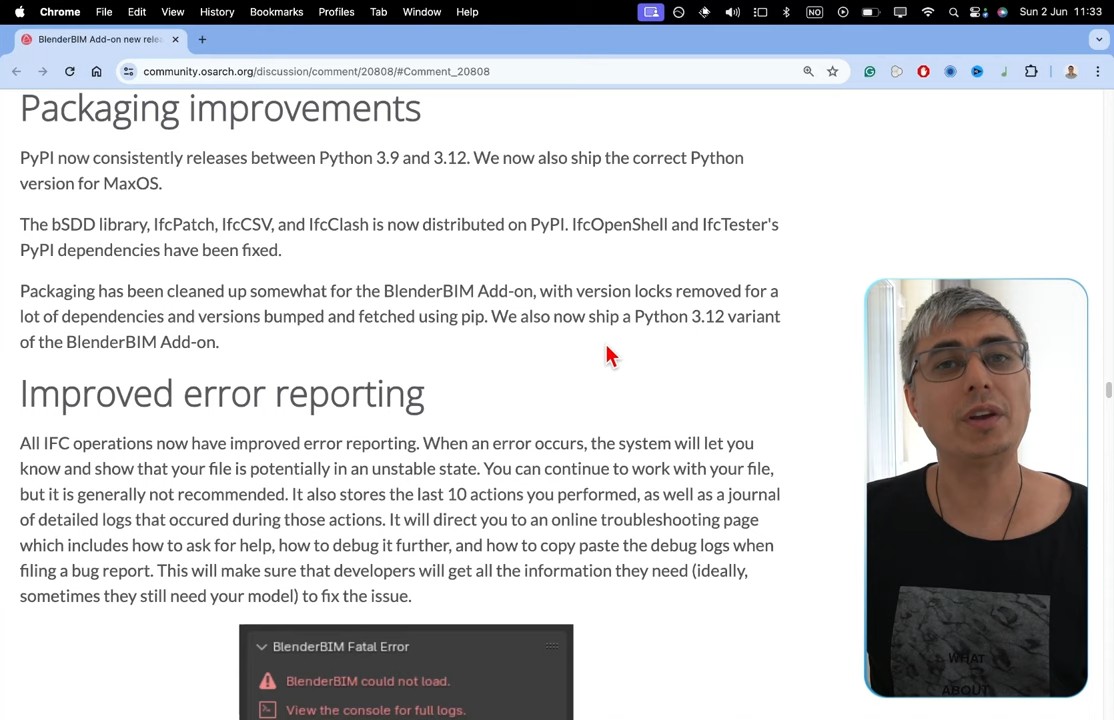 Chrome File Edit View History Bookmarks Profiles Tab Window Help NO Sun 2 Jun 11:33
BlenderBIM Add-on new rele
community.osarch.org/discussion/comment/20808/#Comment_20808
Packaging improvements
PyPI now consistently releases between Python 3.9 and 3.12. We now also ship the correct Python
version for MaxOS.
The bSDD library, IfcPatch, IfcCSV, and IfcClash is now distributed on PyPI. IfcOpenShell and IfcTester's
PyPI dependencies have been fixed.
Packaging has been cleaned up somewhat for the BlenderBIM Add-on, with version locks removed for a
lot of dependencies and versions bumped and fetched using pip. We also now ship a Python 3.12 variant
of the BlenderBIM Add-on.
Improved error reporting
All IFC operations now have improved error reporting. When an error occurs, the system will let you
know and show that your file is potentially in an unstable state. You can continue to work with your file,
but it is generally not recommended. It also stores the last 10 actions you performed, as well as a journal
of detailed logs that occured during those actions. It will direct you to an online troubleshooting page
which includes how to ask for help, how to debug it further, and how to copy paste the debug logs when
filing a bug report. This will make sure that developers will get all the information they need (ideally,
sometimes they still need your model) to fix the issue.
BlenderBIM Fatal Error
BlenderBIM could not load.
View the console for full logs.
WHAT
ABOUT